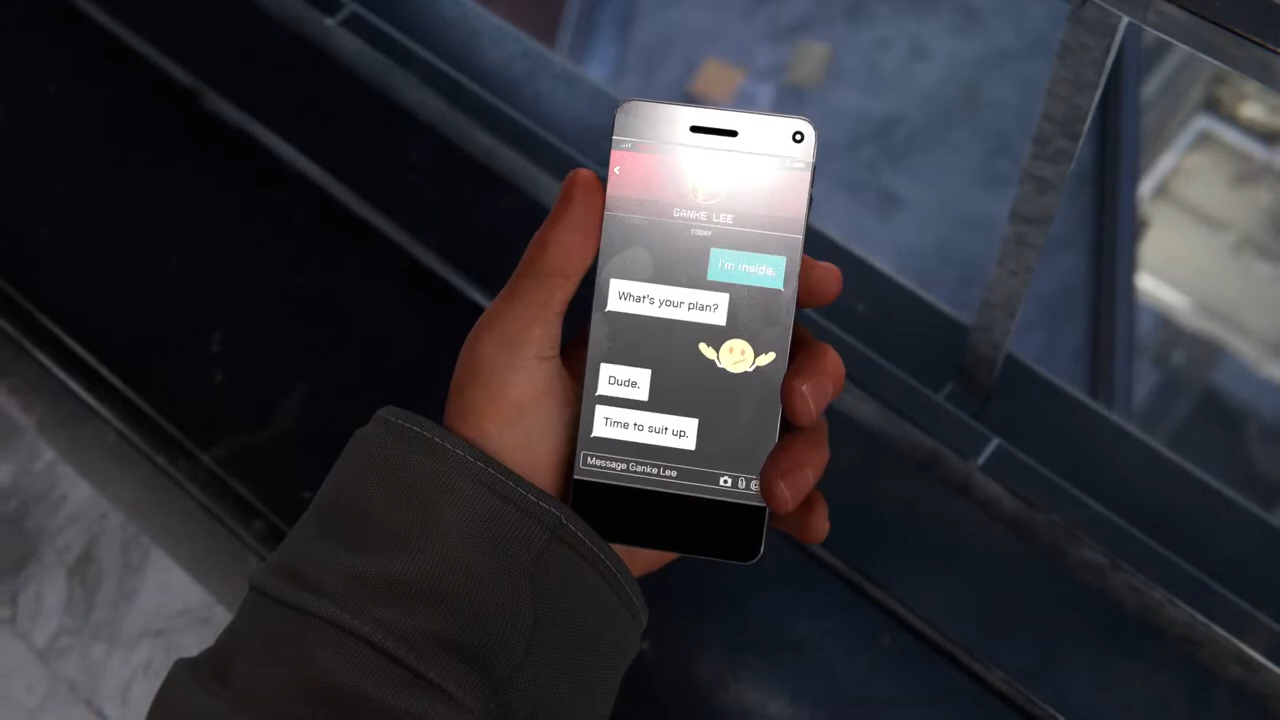 GANKE LEE
TODAY
I'm inside.
What's your plan?
Dude.
Time to suit up.
Message Ganke Lee